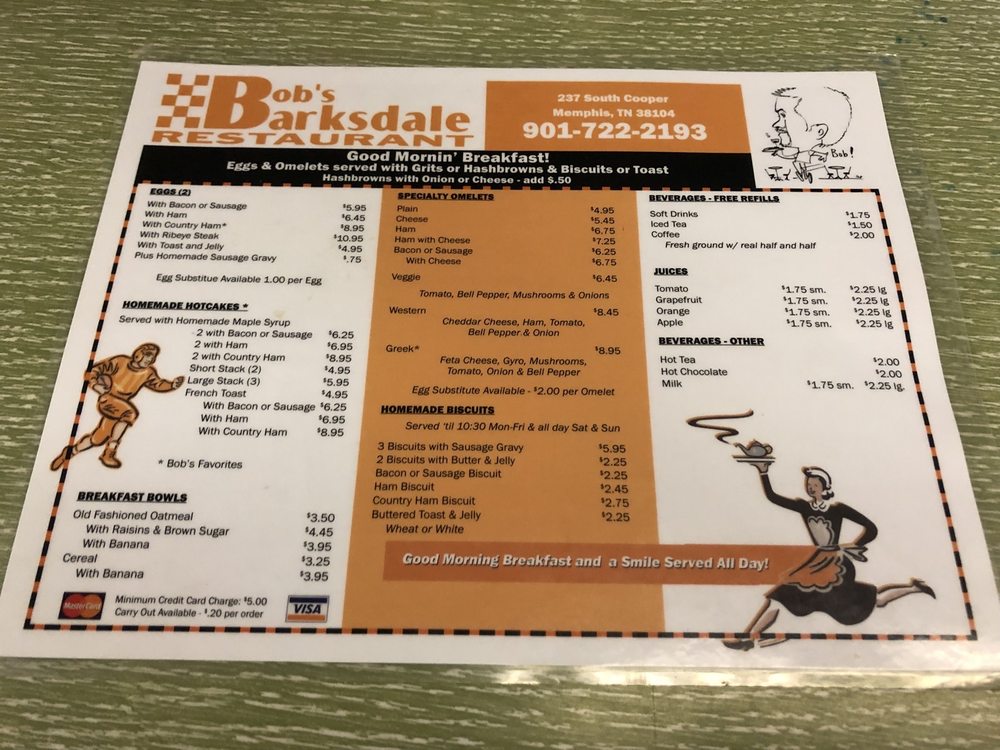 Bob's
Barksdale
RESTAURANT
237 South Cooper
Memphis, TN 38104
901-722-2193
Bob!
Good Mornin' Breakfast!
Eggs & Omelets served with Grits or Hashbrowns & Biscuits or Toast
Hashbrowns with Onion or Cheese - add $.50
EGGS (2)
With Bacon or Sausage $5.95
With Ham $6.45
With Country Ham* $8.95
With Ribeye Steak $10.95
With Toast and Jelly $4.95
Plus Homemade Sausage Gravy $.75
Egg Substitue Available 1.00 per Egg
HOMEMADE HOTCAKES *
Served with Homemade Maple Syrup
2 with Bacon or Sausage $6.25
2 with Ham $6.95
2 with Country Ham $8.95
Short Stack (2) $4.95
Large Stack (3) $5.95
French Toast $4.95
With Bacon or Sausage $6.25
With Ham $6.95
With Country Ham $8.95
* Bob's Favorites
BREAKFAST BOWLS
Old Fashioned Oatmeal $3.50
With Raisins & Brown Sugar $4.45
With Banana $3.95
Cereal $3.25
With Banana $3.95
MasterCard
Minimum Credit Card Charge: $5.00
Carry Out Available - $.20 per order
VISA
SPECIALTY OMELETS
Plain $4.95
Cheese $5.45
Ham $6.75
Ham with Cheese $7.25
Bacon or Sausage $6.25
With Cheese $6.75
Veggie $6.45
Tomato, Bell Pepper, Mushrooms & Onions
Western $8.45
Cheddar Cheese, Ham, Tomato,
Bell Pepper & Onion
Greek* $8.95
Feta Cheese, Gyro, Mushrooms,
Tomato, Onion & Bell Pepper
Egg Substitute Available - $2.00 per Omelet
HOMEMADE BISCUITS
Served 'til 10:30 Mon-Fri & all day Sat & Sun
3 Biscuits with Sausage Gravy $5.95
2 Biscuits with Butter & Jelly $2.25
Bacon or Sausage Biscuit $2.25
Ham Biscuit $2.45
Country Ham Biscuit $2.75
Buttered Toast & Jelly $2.25
Wheat or White
BEVERAGES - FREE REFILLS
Soft Drinks $1.75
Iced Tea $1.50
Coffee $2.00
Fresh ground w/ real half and half
JUICES
Tomato $1.75 sm. $2.25 lg
Grapefruit $1.75 sm. $2.25 lg
Orange $1.75 sm. $2.25 lg
Apple $1.75 sm. $2.25 lg
BEVERAGES - OTHER
Hot Tea $2.00
Hot Chocolate $2.00
Milk $1.75 sm. $2.25 lg.
Good Morning Breakfast and a Smile Served All Day!